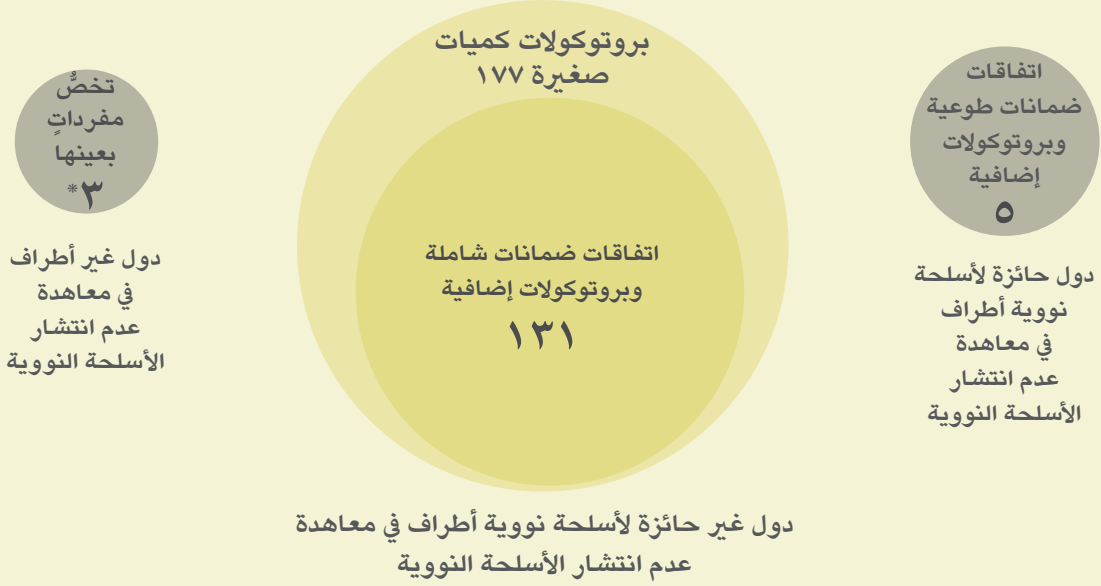 بروتوكولات كميات
صغيرة ١٧٧
اتفاقات
ضمانات طوعية
وبروتوكولات
إضافية
٥
دول حائزة لأسلحة
نووية أطراف
في معاهدة
عدم انتشار
الأسلحة النووية
اتفاقات ضمانات شاملة
وبروتوكولات إضافية
١٣١
تخصُّ
مفرداتٍ
بعينها
٣*
دول غير أطراف
في معاهدة
عدم انتشار
الأسلحة النووية
دول غير حائزة لأسلحة نووية أطراف في معاهدة
عدم انتشار الأسلحة النووية